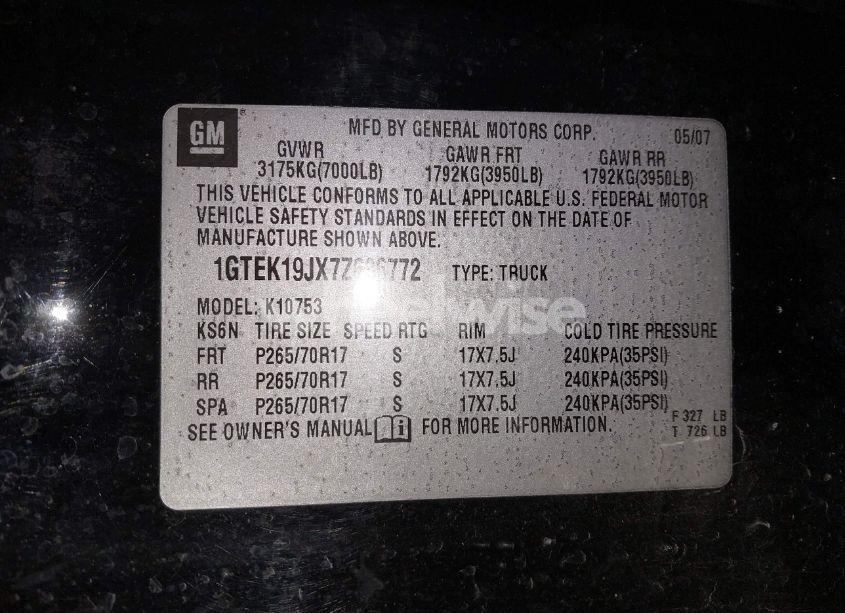 GM
MFD BY GENERAL MOTORS CORP. 05/07
GVWR GAWR FRT GAWR RR
3175KG(7000LB) 1792KG(3950LB) 1792KG(3950LB)
THIS VEHICLE CONFORMS TO ALL APPLICABLE U.S. FEDERAL MOTOR
VEHICLE SAFETY STANDARDS IN EFFECT ON THE DATE OF
MANUFACTURE SHOWN ABOVE.
TYPE: TRUCK
MODEL: K10753
KS6N TIRE SIZE SPEED RTG RIM COLD TIRE PRESSURE
FRT P265/70R17 S 17X7.5J 240KPA(35PSI)
RR P265/70R17 S 17X7.5J 240KPA(35PSI)
SPA P265/70R17 S 17X7.5J 240KPA(35PSI)
F 327 LB
T 726 LB
SEE OWNER'S MANUAL FOR MORE INFORMATION.